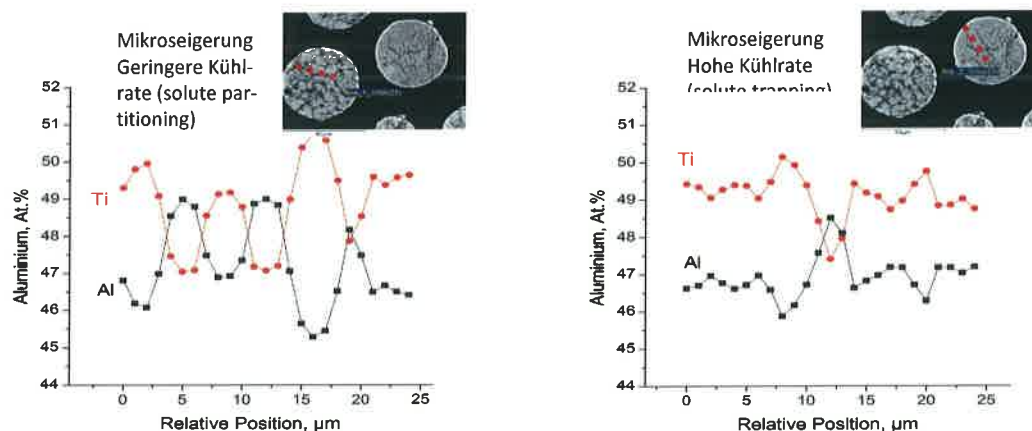 Mikroseigerung
Geringere Kühl-
rate (solute par-
titioning)
52
51
50
49
48
47
46
45
44
Aluminium, At.%
Ti
Al
0
5
10
15
20
25
Relative Position, µm
Mikroseigerung
Hohe Kühlrate
(solute trapping)
52
51
50
49
48
47
46
45
44
Aluminium, At.%
Ti
Al
0
5
10
15
20
25
Relative Position, µm